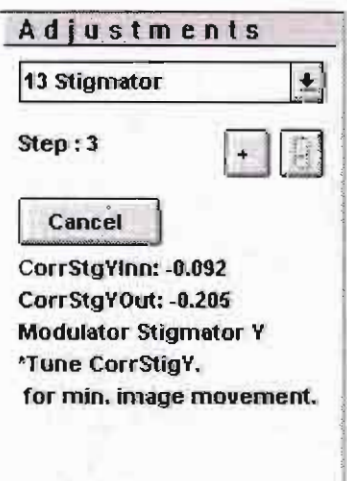 Adjustments
13 Stigmator
Step : 3
+
Cancel
CorrStgYInn: -0.092
CorrStgYOut: -0.205
Modulator Stigmator Y
*Tune CorrStigY.
for min. image movement.